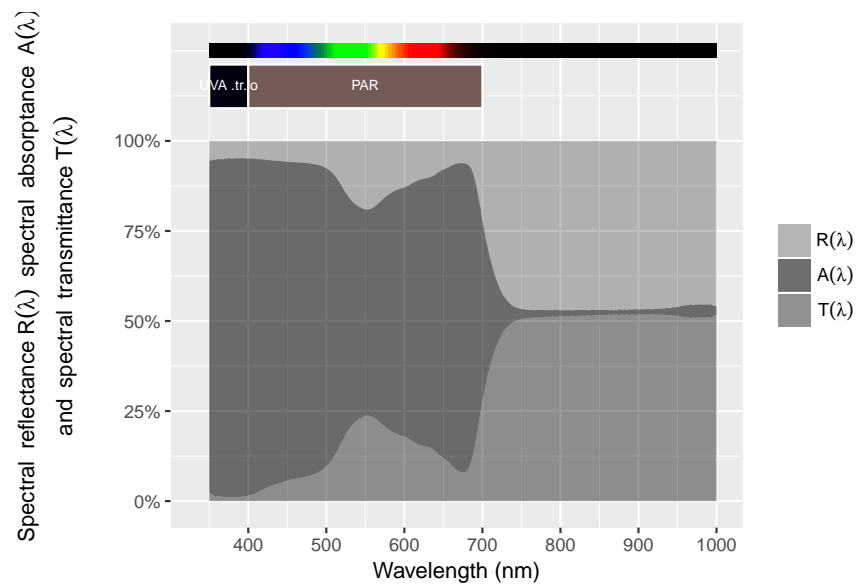 Spectral reflectance R(λ) spectral absorptance A(λ)
and spectral transmittance T(λ)
UVA .tr.o
PAR
100%
75%
50%
25%
0%
400 500 600 700 800 900 1000
Wavelength (nm)
R(λ)
A(λ)
T(λ)